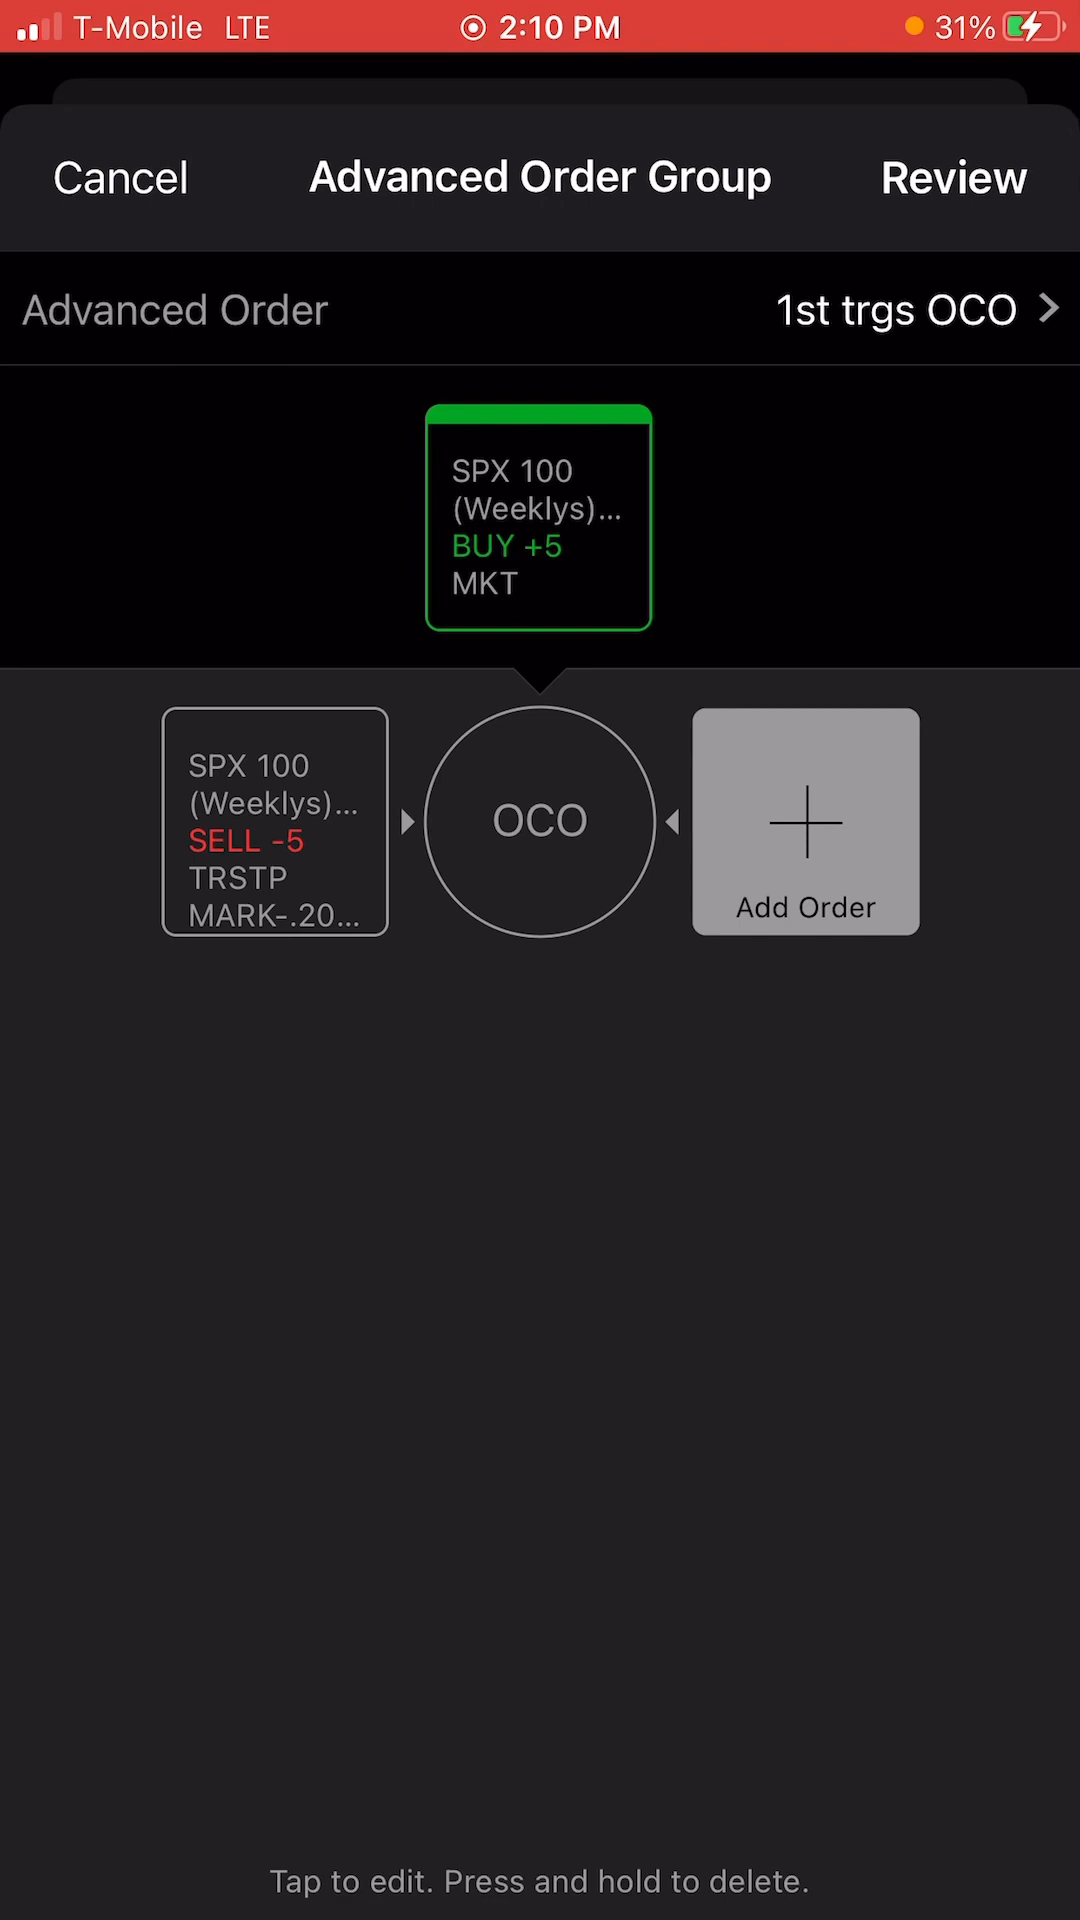 T-Mobile LTE 2:10 PM 31%
Cancel Advanced Order Group Review
Advanced Order 1st trgs OCO
SPX 100
(Weeklys)...
BUY +5
MKT
SPX 100
(Weeklys)...
SELL -5
TRSTP
MARK-.20...
OCO
Add Order
Tap to edit. Press and hold to delete.